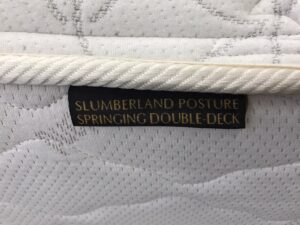 SLUMBERLAND POSTURE
SPRINGING DOUBLE-DECK